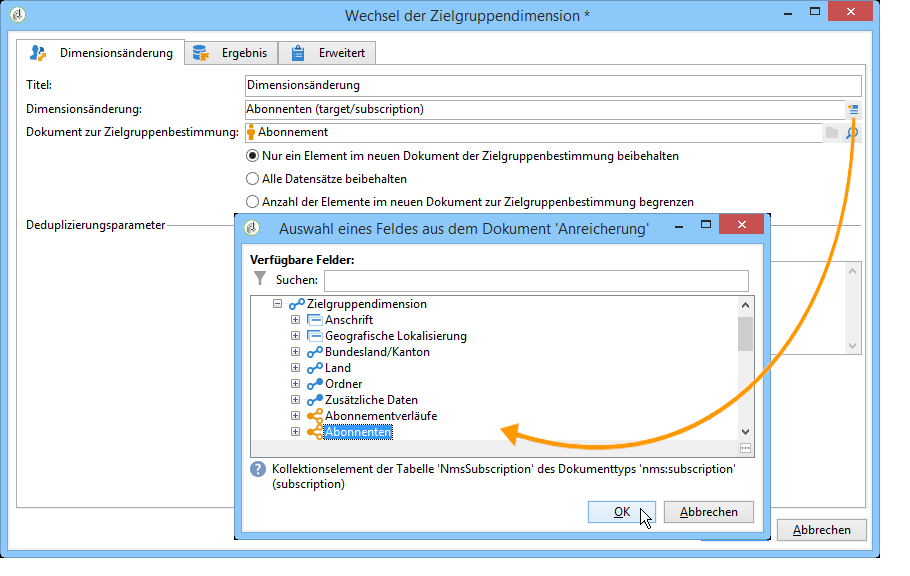 Wechsel der Zielgruppendimension *
Dimensionsänderung
Ergebnis
Erweitert
Titel:
Dimensionsänderung
Dimensionsänderung:
Abonnenten (target/subscription)
Dokument zur Zielgruppenbestimmung:
Abonnement
Nur ein Element im neuen Dokument der Zielgruppenbestimmung beibehalten
Alle Datensätze beibehalten
Anzahl der Elemente im neuen Dokument zur Zielgruppenbestimmung begrenzen
Deduplizierungsparameter
Auswahl eines Feldes aus dem Dokument 'Anreicherung'
Verfügbare Felder:
Suchen:
Zielgruppendimension
Anschrift
Geografische Lokalisierung
Bundesland/Kanton
Land
Ordner
Zusätzliche Daten
Abonnementverläufe
Abonnenten
Kollektionselement der Tabelle 'NmsSubscription' des Dokumenttyps 'nms:subscription'
(subscription)
OK
Abbrechen
Abbrechen